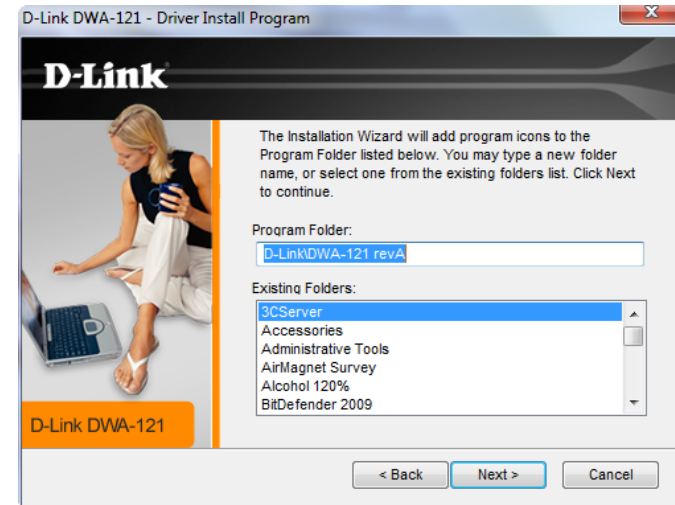 D-Link DWA-121 - Driver Install Program
D-Link
The Installation Wizard will add program icons to the
Program Folder listed below. You may type a new folder
name, or select one from the existing folders list. Click Next
to continue.
Program Folder:
D-Link\DWA-121 revA
Existing Folders:
3CServer
Accessories
Administrative Tools
AirMagnet Survey
Alcohol 120%
BitDefender 2009
D-Link DWA-121
< Back
Next >
Cancel